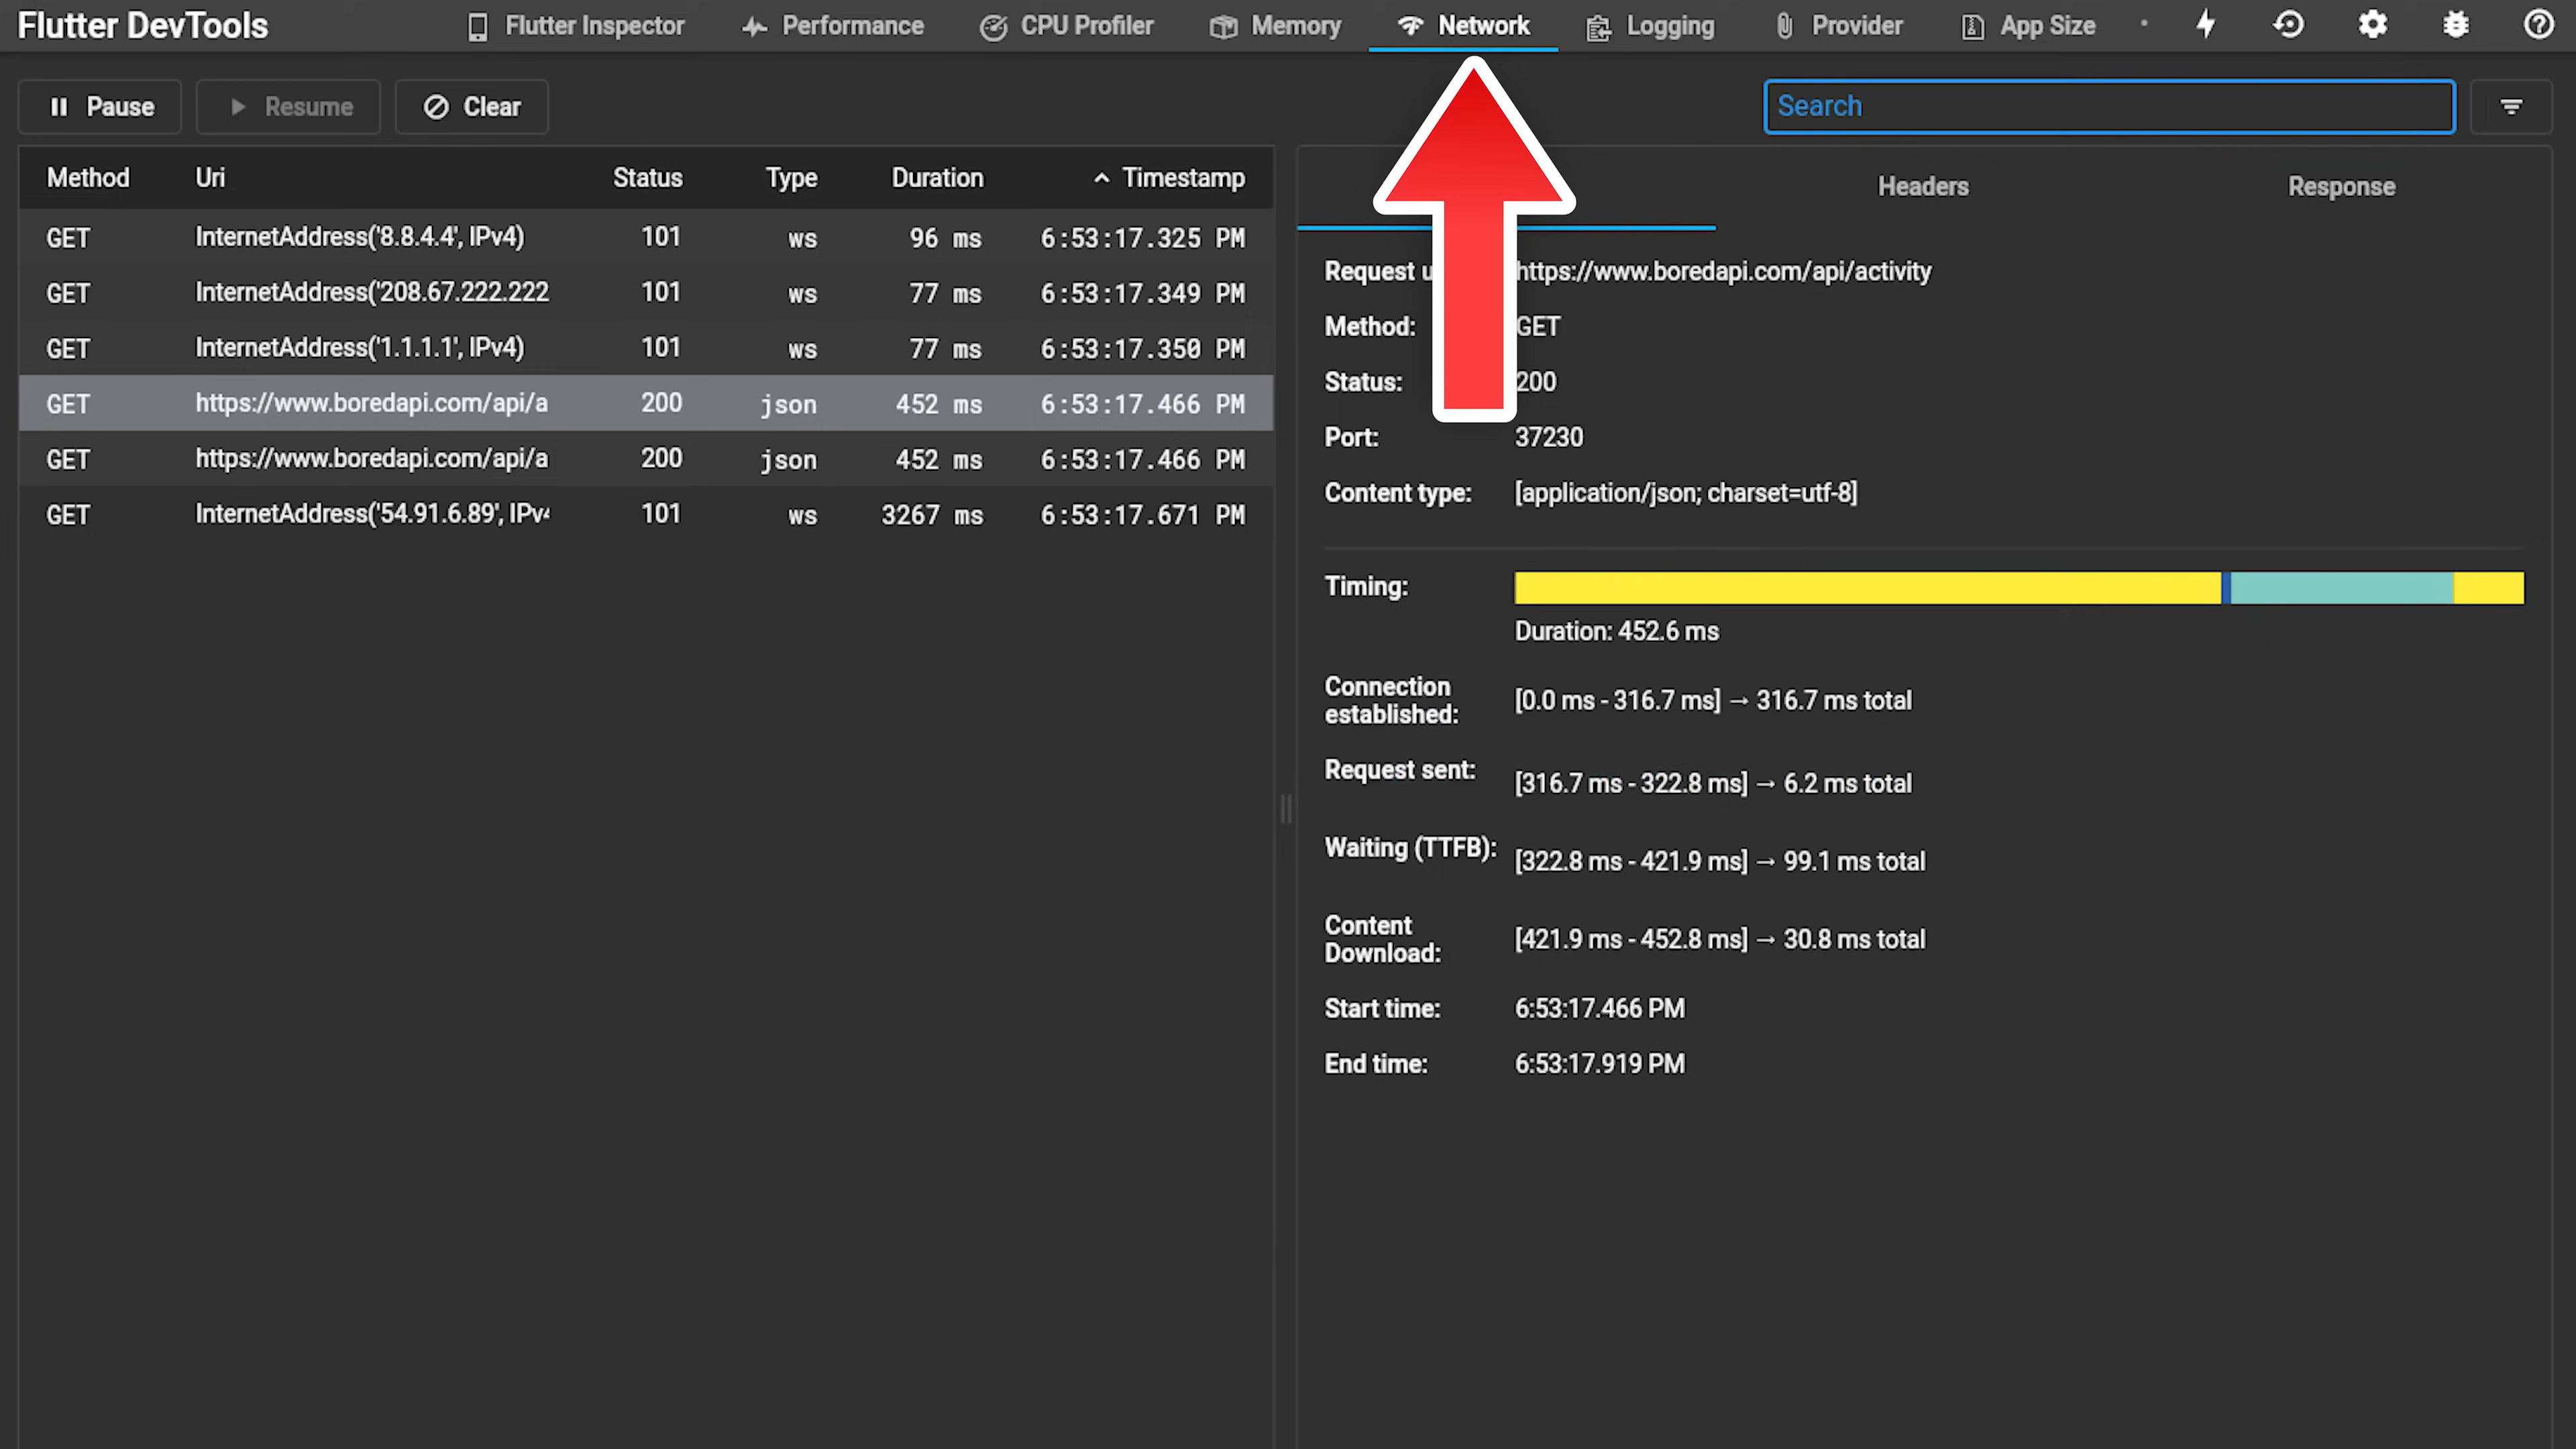 Flutter DevTools Flutter Inspector Performance CPU Profiler Memory Network Logging Provider App Size
Pause Resume Clear Search
Method Uri Status Type Duration Timestamp
GET InternetAddress('8.8.4.4', IPv4) 101 ws 96 ms 6:53:17.325 PM
GET InternetAddress('208.67.222.222 101 ws 77 ms 6:53:17.349 PM
GET InternetAddress('1.1.1.1', IPv4) 101 ws 77 ms 6:53:17.350 PM
GET https://www.boredapi.com/api/a 200 json 452 ms 6:53:17.466 PM
GET https://www.boredapi.com/api/a 200 json 452 ms 6:53:17.466 PM
GET InternetAddress('54.91.6.89', IPv4 101 ws 3267 ms 6:53:17.671 PM
Headers Response
Request https://www.boredapi.com/api/activity
Method: GET
Status: 200
Port: 37230
Content type: [application/json; charset=utf-8]
Timing:
Duration: 452.6 ms
Connection
established: [0.0 ms - 316.7 ms] → 316.7 ms total
Request sent: [316.7 ms - 322.8 ms] → 6.2 ms total
Waiting (TTFB): [322.8 ms - 421.9 ms] → 99.1 ms total
Content
Download: [421.9 ms - 452.8 ms] → 30.8 ms total
Start time: 6:53:17.466 PM
End time: 6:53:17.919 PM